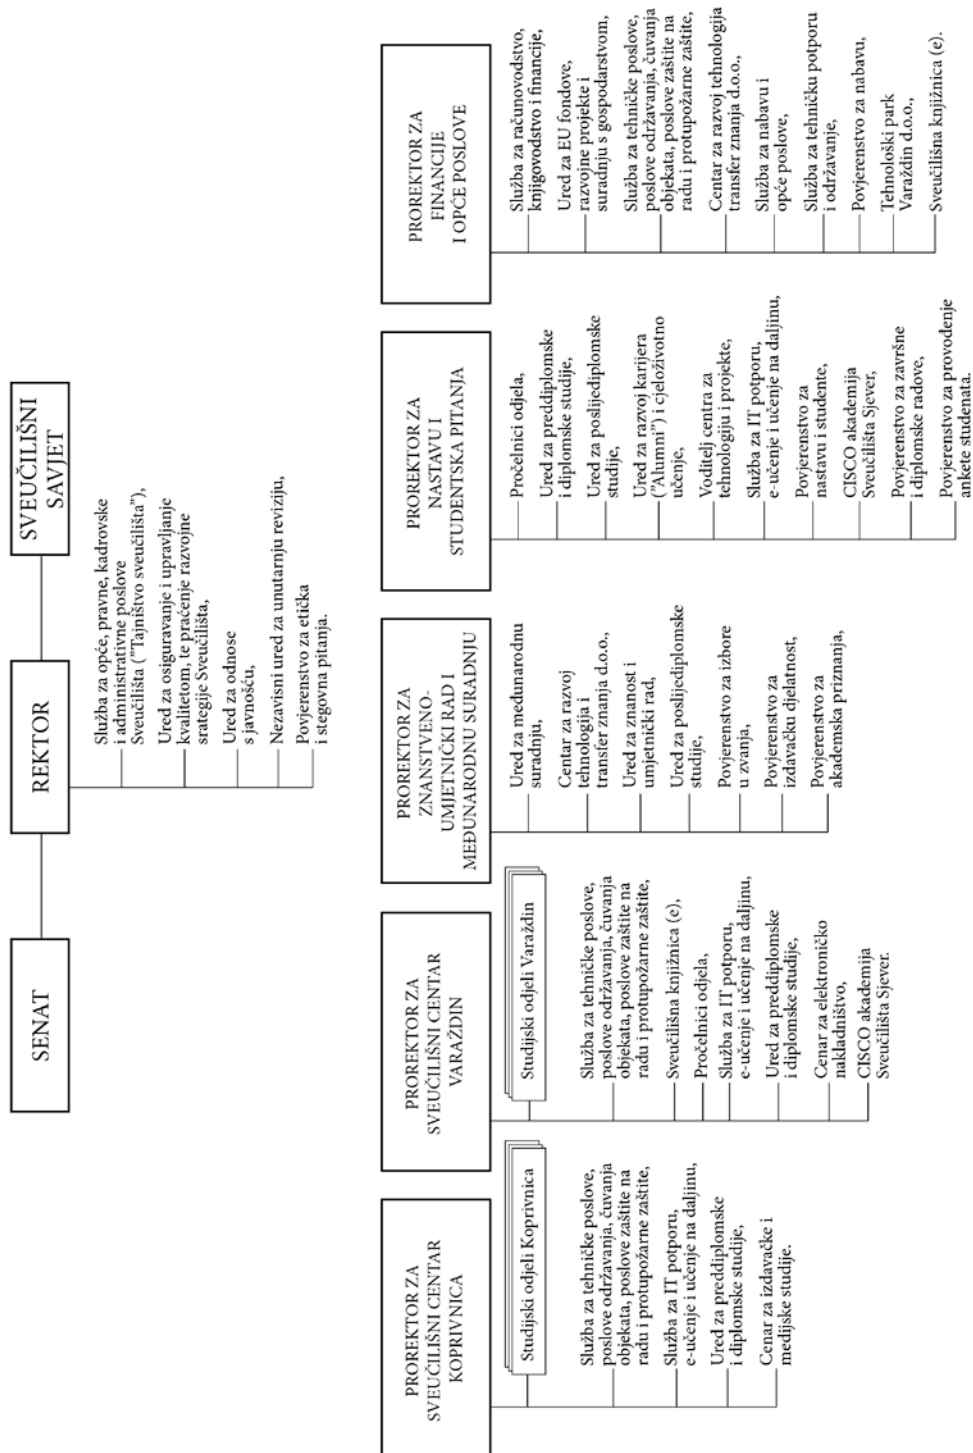 SENAT
REKTOR
SVEUČILIŠNI
SAVJET
Služba za opće, pravne, kadrovske
i administrativne poslove
Sveučilišta ("Tajništvo sveučilišta"),
Ured za osiguravanje i upravljanje
kvalitetom, te praćenje razvojne
srategije Sveučilišta,
Ured za odnose
s javnošću,
Nezavisni ured za unutarnju reviziju,
Povjerenstvo za etička
i stegovna pitanja.
PROREKTOR ZA
SVEUČILIŠNI CENTAR
KOPRIVNICA
Studijski odjeli Koprivnica
Služba za tehničke poslove,
poslove održavanja, čuvanja
objekata, poslove zaštite na
radu i protupožarne zaštite,
Služba za IT potporu,
e-učenje i učenje na daljinu,
Ured za preddiplomske
i diplomske studije,
Cenar za izdavačke i
medijske studije.
PROREKTOR ZA
SVEUČILIŠNI CENTAR
VARAŽDIN
Studijski odjeli Varaždin
Služba za tehničke poslove,
poslove održavanja, čuvanja
objekata, poslove zaštite na
radu i protupožarne zaštite,
Sveučilišna knjižnica (e),
Pročelnici odjela,
Služba za IT potporu,
e-učenje i učenje na daljinu,
Ured za preddiplomske
i diplomske studije,
Cenar za elektroničko
nakladništvo,
CISCO akademija
Sveučilišta Sjever.
PROREKTOR ZA
ZNANSTVENO-
UMJETNIČKI RAD I
MEĐUNARODNU SURADNJU
Ured za međunarodnu
suradnju,
Centar za razvoj
tehnologija i
transfer znanja d.o.o.,
Ured za znanost i
umjetnički rad,
Ured za poslijediplomske
studije,
Povjerenstvo za izbore
u zvanja,
Povjerenstvo za
izdavačku djelatnost,
Povjerenstvo za
akademska priznanja,
PROREKTOR ZA
NASTAVU I
STUDENTSKA PITANJA
Pročelnici odjela,
Ured za preddiplomske
i diplomske studije,
Ured za poslijediplomske
studije,
Ured za razvoj karijera
("Alumni") i cjeloživotno
učenje,
Voditelj centra za
tehnologiju i projekte,
Služba za IT potporu,
e-učenje i učenje na daljinu,
Povjerenstvo za
nastavu i studente,
CISCO akademija
Sveučilišta Sjever,
Povjerenstvo za završne
i diplomske radove,
Povjerenstvo za provođenje
ankete studenata.
PROREKTOR ZA
FINANCIJE
I OPĆE POSLOVE
Služba za računovodstvo,
knjigovodstvo i financije,
Ured za EU fondove,
razvojne projekte i
suradnju s gospodarstvom,
Služba za tehničke poslove,
poslove održavanja, čuvanja
objekata, poslove zaštite na
radu i protupožarne zaštite,
Centar za razvoj tehnologija
transfer znanja d.o.o.,
Služba za nabavu i
opće poslove,
Služba za tehničku potporu
i održavanje,
Povjerenstvo za nabavu,
Tehnološki park
Varaždin d.o.o.,
Sveučilišna knjižnica (e).